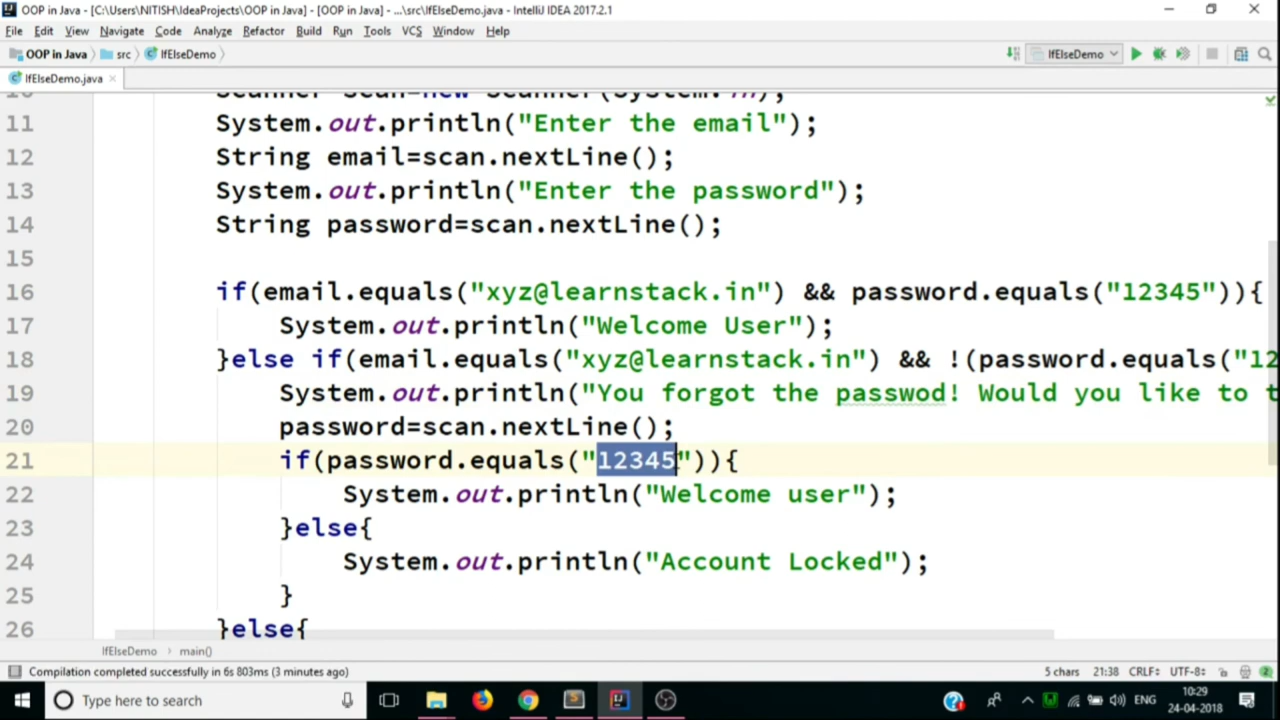 OOP in Java - [C:\Users\NITISH\IdeaProjects\OOP in Java] - [OOP in Java] - ...\src\IfElseDemo.java - IntelliJ IDEA 2017.2.1
File Edit View Navigate Code Analyze Refactor Build Run Tools VCS Window Help
OOP in Java src IfElseDemo IfElseDemo
IfElseDemo.java
10 Scanner scan=new Scanner(System.in);
11 System.out.println("Enter the email");
12 String email=scan.nextLine();
13 System.out.println("Enter the password");
14 String password=scan.nextLine();
15
16 if(email.equals("xyz@learnstack.in") && password.equals("12345")){
17 System.out.println("Welcome User");
18 }else if(email.equals("xyz@learnstack.in") && !(password.equals("12
19 System.out.println("You forgot the passwod! Would you like to t
20 password=scan.nextLine();
21 if(password.equals("12345")){
22 System.out.println("Welcome user");
23 }else{
24 System.out.println("Account Locked");
25 }
26 }else{
IfElseDemo main()
Compilation completed successfully in 6s 803ms (3 minutes ago) 5 chars 21:38 CRLF UTF-8
Type here to search ENG 10:29
24-04-2018